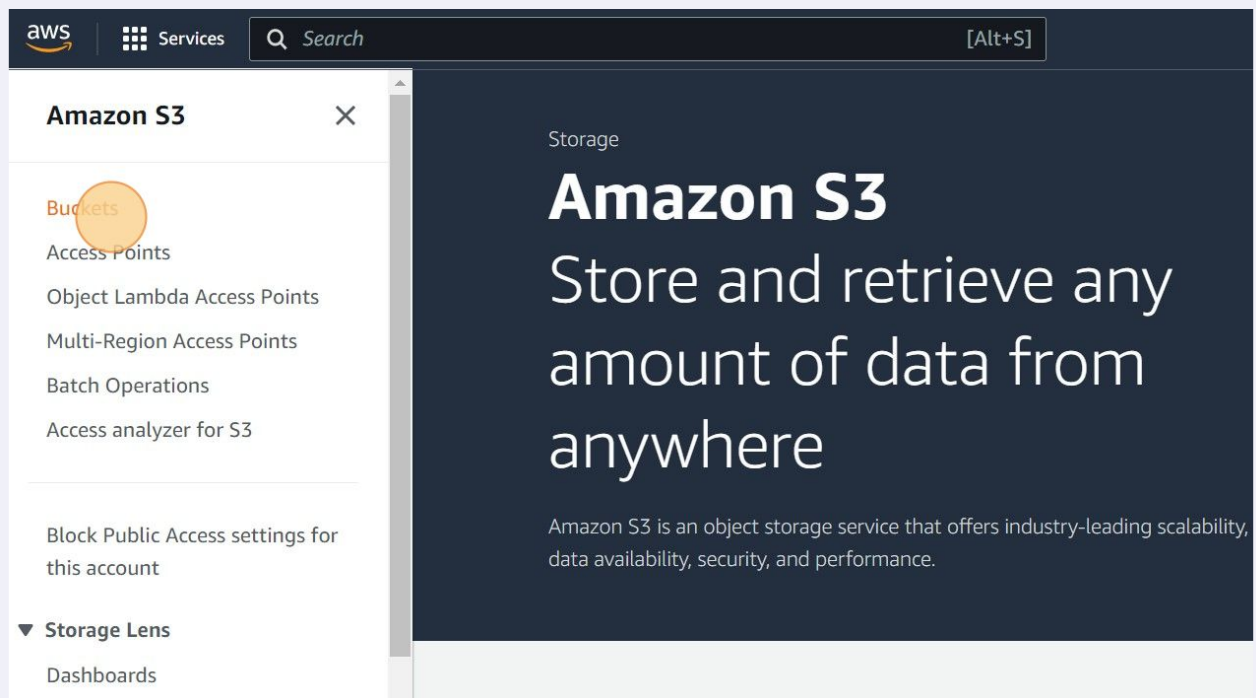 aws
Services
Search
[Alt+S]
Amazon S3
Buckets
Access Points
Object Lambda Access Points
Multi-Region Access Points
Batch Operations
Access analyzer for S3
Block Public Access settings for
this account
Storage Lens
Dashboards
Storage
Amazon S3
Store and retrieve any
amount of data from
anywhere
Amazon S3 is an object storage service that offers industry-leading scalability,
data availability, security, and performance.